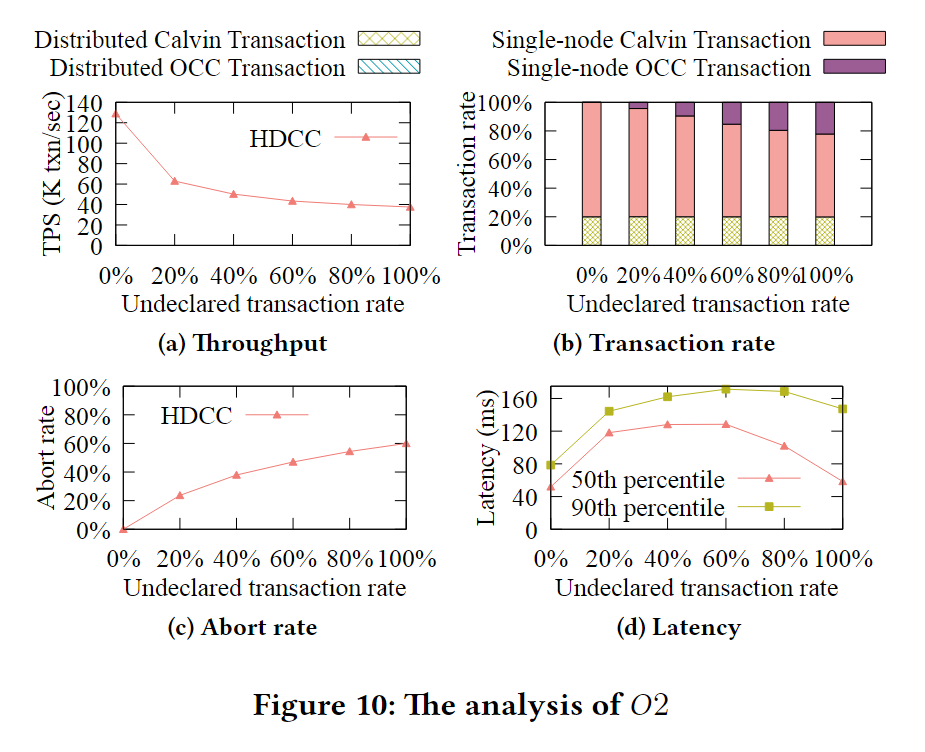 Distributed Calvin Transaction
Distributed OCC Transaction
Single-node Calvin Transaction
Single-node OCC Transaction
TPS (K txn/sec)
140
120
100
80
60
40
20
0
HDCC
0% 20% 40% 60% 80% 100%
Undeclared transaction rate
(a) Throughput
Transaction rate
100%
80%
60%
40%
20%
0%
0% 20% 40% 60% 80% 100%
Undeclared transaction rate
(b) Transaction rate
Abort rate
100%
80%
60%
40%
20%
0%
HDCC
0% 20% 40% 60% 80% 100%
Undeclared transaction rate
(c) Abort rate
Latency (ms)
160
120
80
40
0
50th percentile
90th percentile
0% 20% 40% 60% 80% 100%
Undeclared transaction rate
(d) Latency
Figure 10: The analysis of O2